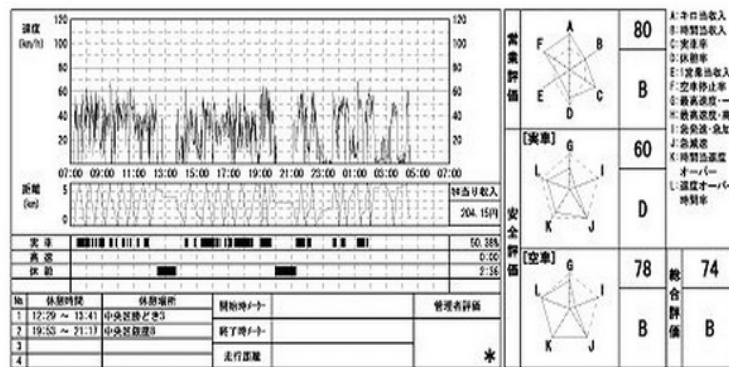 速度
(km/h)
120
100
80
60
40
20
120
100
80
60
40
20
07:00 09:00 11:00 13:00 15:00 17:00 19:00 21:00 23:00 01:00 03:00 05:00 07:00
距離
(km)
5
0
㎞当り収入
204.15円
実車 50.38%
高速 0:00
休憩 2:36
№ 休憩時間 休憩場所
1 12:29 ～ 13:41 中央区勝どき3
2 19:53 ～ 21:17 中央区銀座8
3
4
開始時メーター
終了時メーター
走行距離
管理者評価
*
営業評価
A
B
C
D
E
F
80
B
安全評価
[実車]
G
I
J
K
L
60
D
[空車]
G
I
J
K
L
78
B
総合評価
74
B
A:キロ当収入
B:時間当収入
C:実車率
D:休憩率
E:1営業当収入
F:空車停止率
G:最高速度・一
H:最高速度・高
I:急発進・急加
J:急減速
K:時間当速度
オーバー
L:速度オーバー
時間率